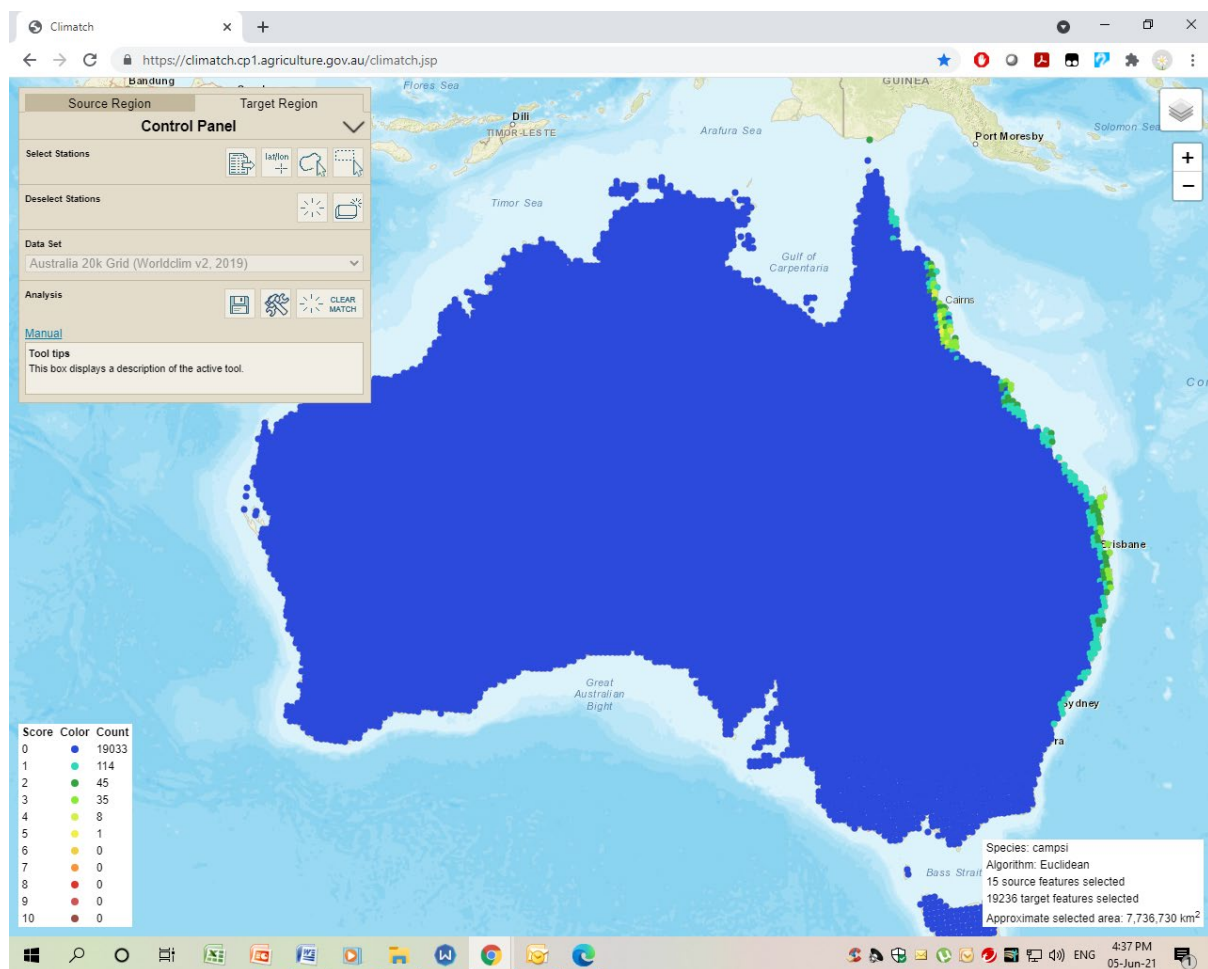 Climatch
https://climatch.cp1.agriculture.gov.au/climatch.jsp
Bandung
Flores Sea
GUINEA
Source Region Target Region
Control Panel
Dili
TIMOR-LESTE
Arafura Sea
Port Moresby
Solomon Sea
Select Stations
lat/lon
+
−
Deselect Stations
Timor Sea
Data Set
Australia 20k Grid (Worldclim v2, 2019)
Gulf of
Carpentaria
Analysis
CLEAR
MATCH
Cairns
Manual
Tool tips
This box displays a description of the active tool.
Brisbane
Great
Australian
Bight
Sydney
ra
Score Color Count
0 19033
1 114
2 45
3 35
4 8
5 1
6 0
7 0
8 0
9 0
10 0
Bass Strait
Species: campsi
Algorithm: Euclidean
15 source features selected
19236 target features selected
Approximate selected area: 7,736,730 km²
ENG
4:37 PM
05-Jun-21